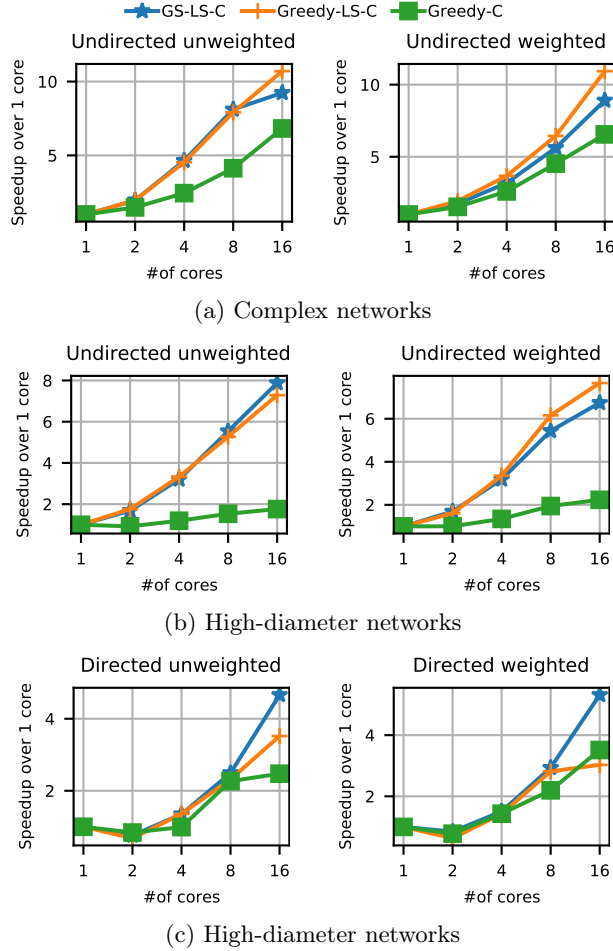 GS-LS-C Greedy-LS-C Greedy-C
Undirected unweighted
Speedup over 1 core
10
5
1 2 4 8 16
#of cores
Undirected weighted
Speedup over 1 core
10
5
1 2 4 8 16
#of cores
(a) Complex networks
Undirected unweighted
Speedup over 1 core
8
6
4
2
1 2 4 8 16
#of cores
Undirected weighted
Speedup over 1 core
6
4
2
1 2 4 8 16
#of cores
(b) High-diameter networks
Directed unweighted
Speedup over 1 core
4
2
1 2 4 8 16
#of cores
Directed weighted
Speedup over 1 core
4
2
1 2 4 8 16
#of cores
(c) High-diameter networks